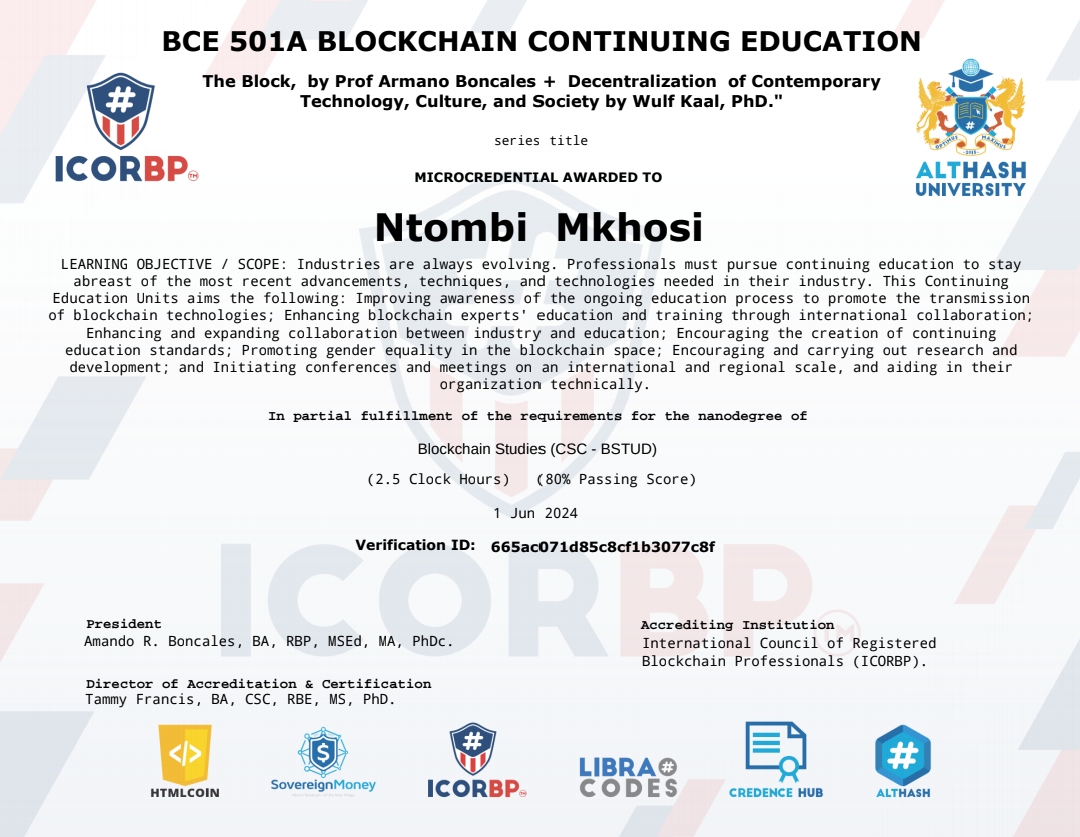 BCE 501A BLOCKCHAIN CONTINUING EDUCATION
The Block, by Prof Armano Boncales + Decentralization of Contemporary
Technology, Culture, and Society by Wulf Kaal, PhD."
#
ICORBP TM
OPTIMUS MAXIMUS
2015
#
ALTHASH
UNIVERSITY
series title
MICROCREDENTIAL AWARDED TO
Ntombi Mkhosi
LEARNING OBJECTIVE / SCOPE: Industries are always evolving. Professionals must pursue continuing education to stay
abreast of the most recent advancements, techniques, and technologies needed in their industry. This Continuing
Education Units aims the following: Improving awareness of the ongoing education process to promote the transmission
of blockchain technologies; Enhancing blockchain experts' education and training through international collaboration;
Enhancing and expanding collaboration between industry and education; Encouraging the creation of continuing
education standards; Promoting gender equality in the blockchain space; Encouraging and carrying out research and
development; and Initiating conferences and meetings on an international and regional scale, and aiding in their
organization technically.
In partial fulfillment of the requirements for the nanodegree of
Blockchain Studies (CSC - BSTUD)
(2.5 Clock Hours) (80% Passing Score)
1 Jun 2024
Verification ID: 665ac071d85c8cf1b3077c8f
ICORBP TM
President
Amando R. Boncales, BA, RBP, MSEd, MA, PhDc.
Accrediting Institution
International Council of Registered
Blockchain Professionals (ICORBP).
Director of Accreditation & Certification
Tammy Francis, BA, CSC, RBE, MS, PhD.
</>
HTMLCOIN
$
SovereignMoney
#
ICORBP TM
LIBRA #
CODES
CREDENCE HUB
#
ALTHASH